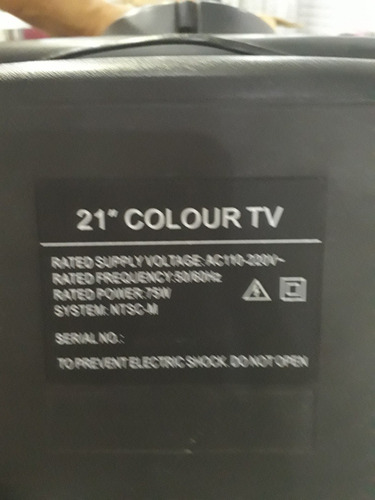 21" COLOUR TV
RATED SUPPLY VOLTAGE: AC110-220V~
RATED FREQUENCY:50/60Hz
RATED POWER:75W
SYSTEM: NTSC-M
SERIAL NO.:
TO PREVENT ELECTRIC SHOCK. DO NOT OPEN